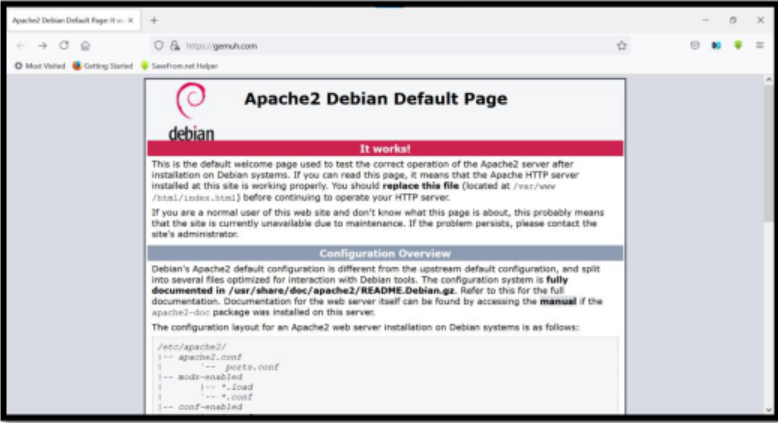 Apache2 Debian Default Page: It wo
https://gemuh.com
Most Visited Getting Started SaveFrom.net Helper
Apache2 Debian Default Page
debian
It works!
This is the default welcome page used to test the correct operation of the Apache2 server after
installation on Debian systems. If you can read this page, it means that the Apache HTTP server
installed at this site is working properly. You should replace this file (located at /var/www
/html/index.html) before continuing to operate your HTTP server.
If you are a normal user of this web site and don't know what this page is about, this probably means
that the site is currently unavailable due to maintenance. If the problem persists, please contact the
site's administrator.
Configuration Overview
Debian's Apache2 default configuration is different from the upstream default configuration, and split
into several files optimized for interaction with Debian tools. The configuration system is fully
documented in /usr/share/doc/apache2/README.Debian.gz. Refer to this for the full
documentation. Documentation for the web server itself can be found by accessing the manual if the
apache2-doc package was installed on this server.
The configuration layout for an Apache2 web server installation on Debian systems is as follows:
/etc/apache2/
|-- apache2.conf
|       `-- ports.conf
|-- mods-enabled
|       |-- *.load
|       `-- *.conf
|-- conf-enabled